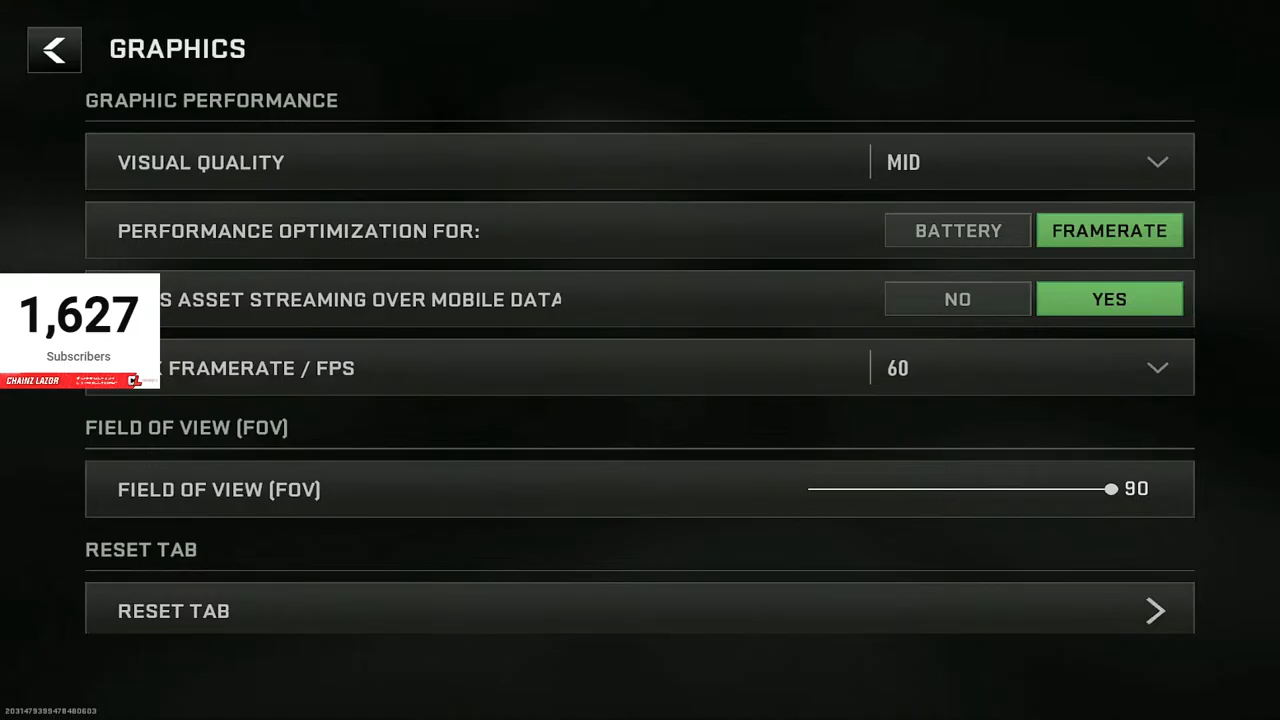 GRAPHICS
GRAPHIC PERFORMANCE
VISUAL QUALITY
MID
PERFORMANCE OPTIMIZATION FOR:
BATTERY
FRAMERATE
S ASSET STREAMING OVER MOBILE DATA
NO
YES
1,627
Subscribers
CHAINZ LAZOR
CL
FRAMERATE / FPS
60
FIELD OF VIEW (FOV)
FIELD OF VIEW (FOV)
90
RESET TAB
RESET TAB
2031479399478480603